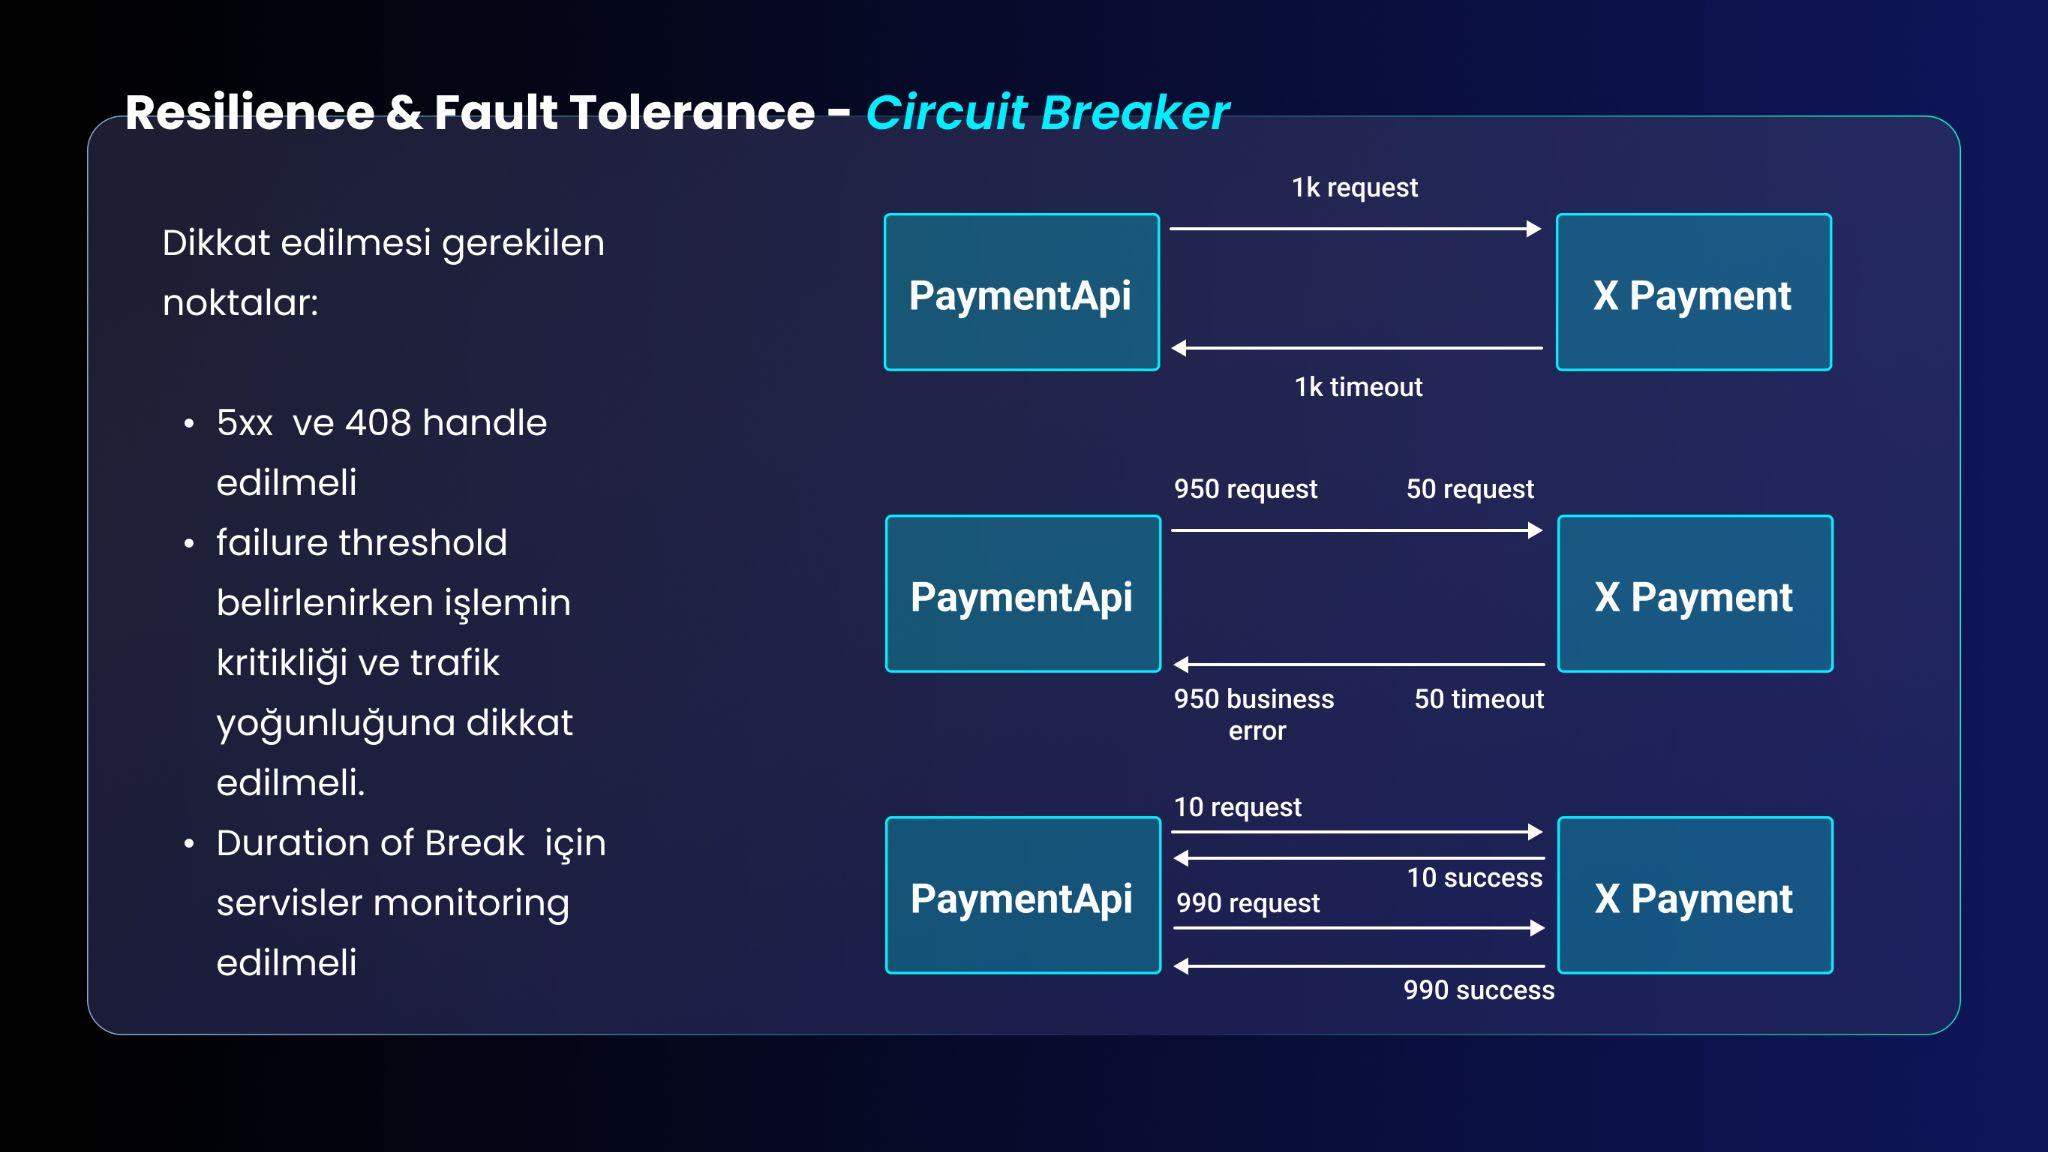 Resilience & Fault Tolerance - Circuit Breaker
Dikkat edilmesi gerekilen
noktalar:
• 5xx ve 408 handle
edilmeli
• failure threshold
belirlenirken işlemin
kritikliği ve trafik
yoğunluğuna dikkat
edilmeli.
• Duration of Break için
servisler monitoring
edilmeli
1k request
PaymentApi
X Payment
1k timeout
950 request
50 request
PaymentApi
X Payment
950 business
error
50 timeout
10 request
10 success
PaymentApi
X Payment
990 request
990 success